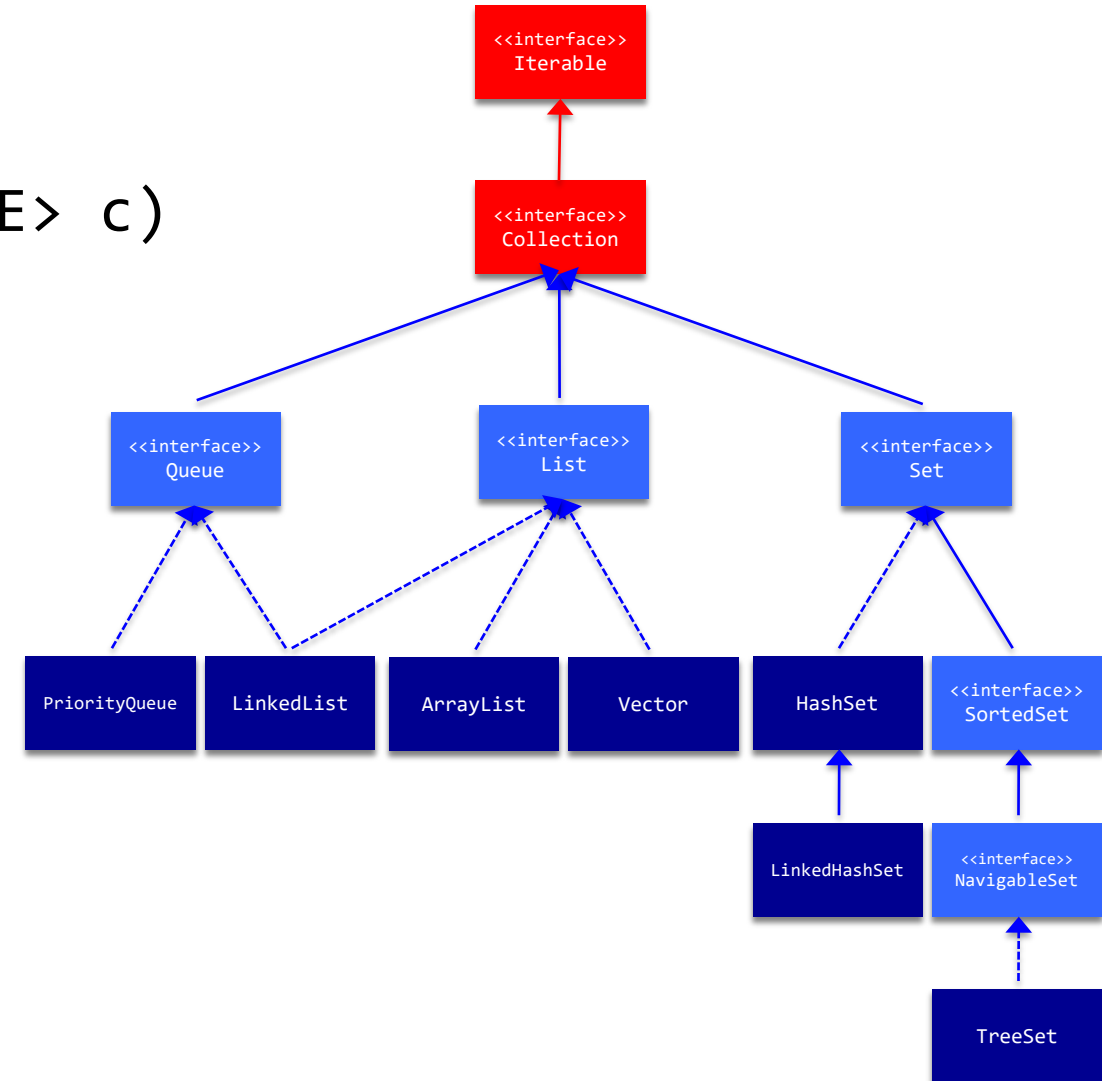 <<interface>>
Iterable
E> c)
<<interface>>
Collection
<<interface>>
Queue
<<interface>>
List
<<interface>>
Set
PriorityQueue
LinkedList
ArrayList
Vector
HashSet
<<interface>>
SortedSet
LinkedHashSet
<<interface>>
NavigableSet
TreeSet